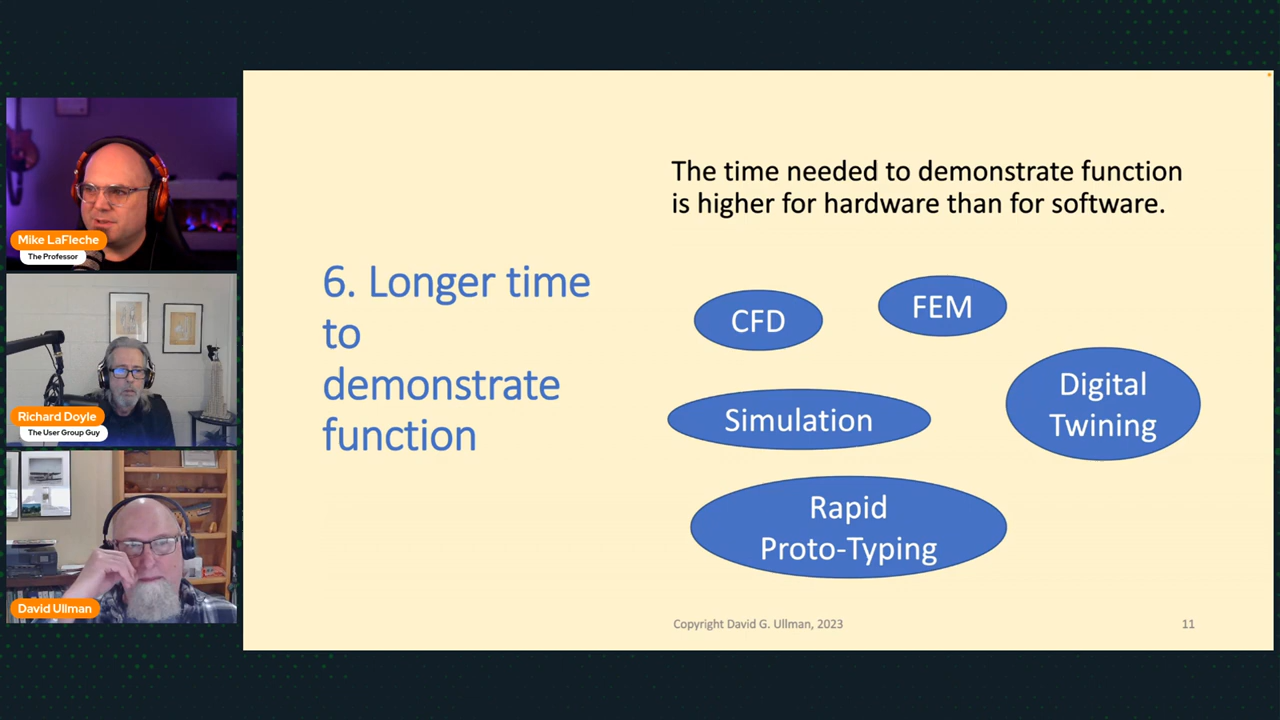 Mike LaFleche
The Professor
Richard Doyle
The User Group Guy
David Ullman
6. Longer time
to
demonstrate
function
The time needed to demonstrate function
is higher for hardware than for software.
CFD
FEM
Simulation
Digital
Twining
Rapid
Proto-Typing
Copyright David G. Ullman, 2023
11